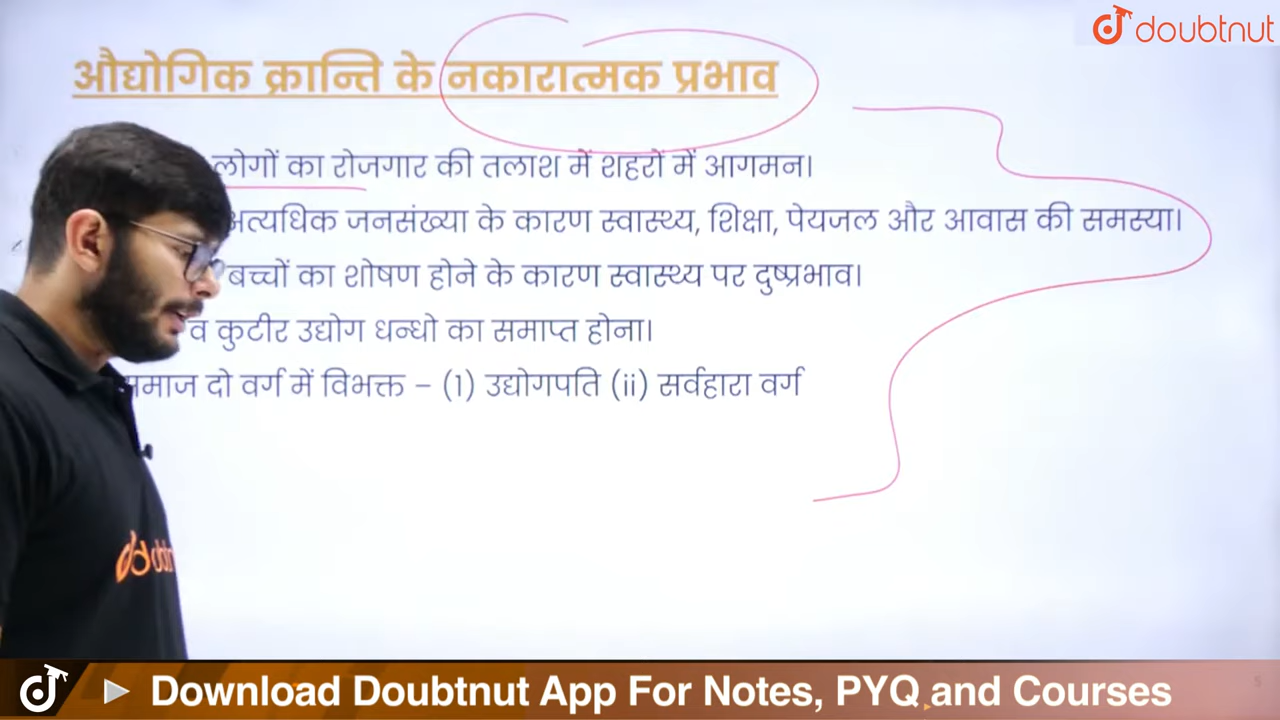 doubtnut
औद्योगिक क्रान्ति के नकारात्मक प्रभाव
लोगों का रोजगार की तलाश में शहरों में आगमन।
अत्यधिक जनसंख्या के कारण स्वास्थ्य, शिक्षा, पेयजल और आवास की समस्या।
बच्चों का शोषण होने के कारण स्वास्थ्य पर दुष्प्रभाव।
व कुटीर उद्योग धन्धो का समाप्त होना।
समाज दो वर्ग में विभक्त – (1) उद्योगपति (ii) सर्वहारा वर्ग
Download Doubtnut App For Notes, PYQ and Courses
5